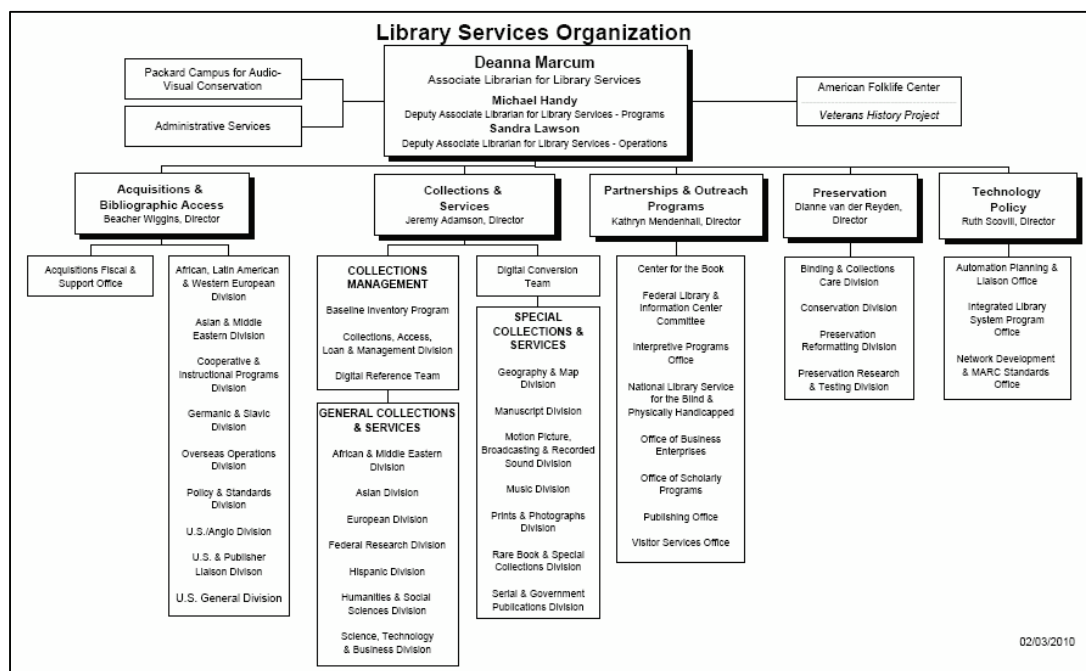 Library Services Organization
Deanna Marcum
Associate Librarian for Library Services
Michael Handy
Deputy Associate Librarian for Library Services - Programs
Sandra Lawson
Deputy Associate Librarian for Library Services - Operations
Packard Campus for Audio-
Visual Conservation
Administrative Services
American Folklife Center
Veterans History Project
Acquisitions &
Bibliographic Access
Beacher Wiggins, Director
Collections &
Services
Jeremy Adamson, Director
Partnerships & Outreach
Programs
Kathryn Mendenhall, Director
Preservation
Dianne van der Reyden,
Director
Technology
Policy
Ruth Scovill, Director
Acquisitions Fiscal &
Support Office
African, Latin American
& Western European
Division
Asian & Middle
Eastern Division
Cooperative &
Instructional Programs
Division
Germanic & Slavic
Division
Overseas Operations
Division
Policy & Standards
Division
U.S./Anglo Division
U.S. & Publisher
Liaison Divison
U.S. General Division
COLLECTIONS
MANAGEMENT
Baseline Inventory Program
Collections, Access,
Loan & Management Division
Digital Reference Team
GENERAL COLLECTIONS
& SERVICES
African & Middle Eastern
Division
Asian Division
European Division
Federal Research Division
Hispanic Division
Humanities & Social
Sciences Division
Science, Technology
& Business Division
Digital Conversion
Team
SPECIAL
COLLECTIONS &
SERVICES
Geography & Map
Division
Manuscript Division
Motion Picture,
Broadcasting & Recorded
Sound Division
Music Division
Prints & Photographs
Division
Rare Book & Special
Collections Division
Serial & Government
Publications Division
Center for the Book
Federal Library &
Information Center
Committee
Interpretive Programs
Office
National Library Service
for the Blind &
Physically Handicapped
Office of Business
Enterprises
Office of Scholarly
Programs
Publishing Office
Visitor Services Office
Binding & Collections
Care Division
Conservation Division
Preservation
Reformatting Division
Preservation Research
& Testing Division
Automation Planning &
Liaison Office
Integrated Library
System Program
Office
Network Development
& MARC Standards
Office
02/03/2010